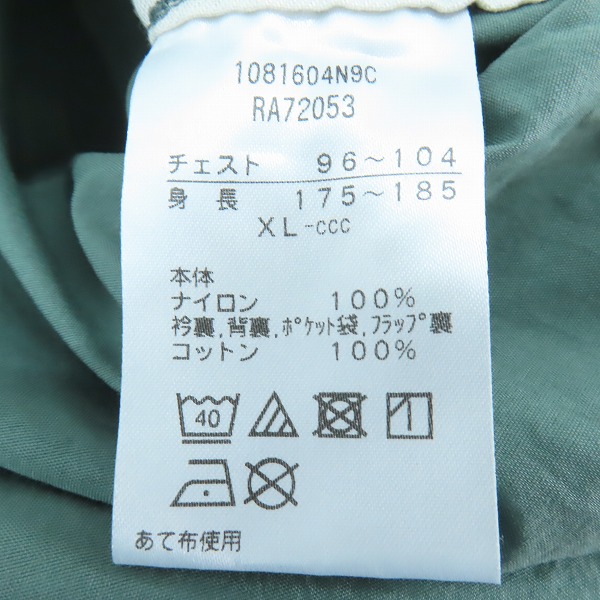 1081604N9C
RA72053
チェスト 96～104
身長 175～185
XL-ccc
本体
ナイロン 100%
衿裏,背裏,ポケット袋,フラップ裏
コットン 100%
40
あて布使用